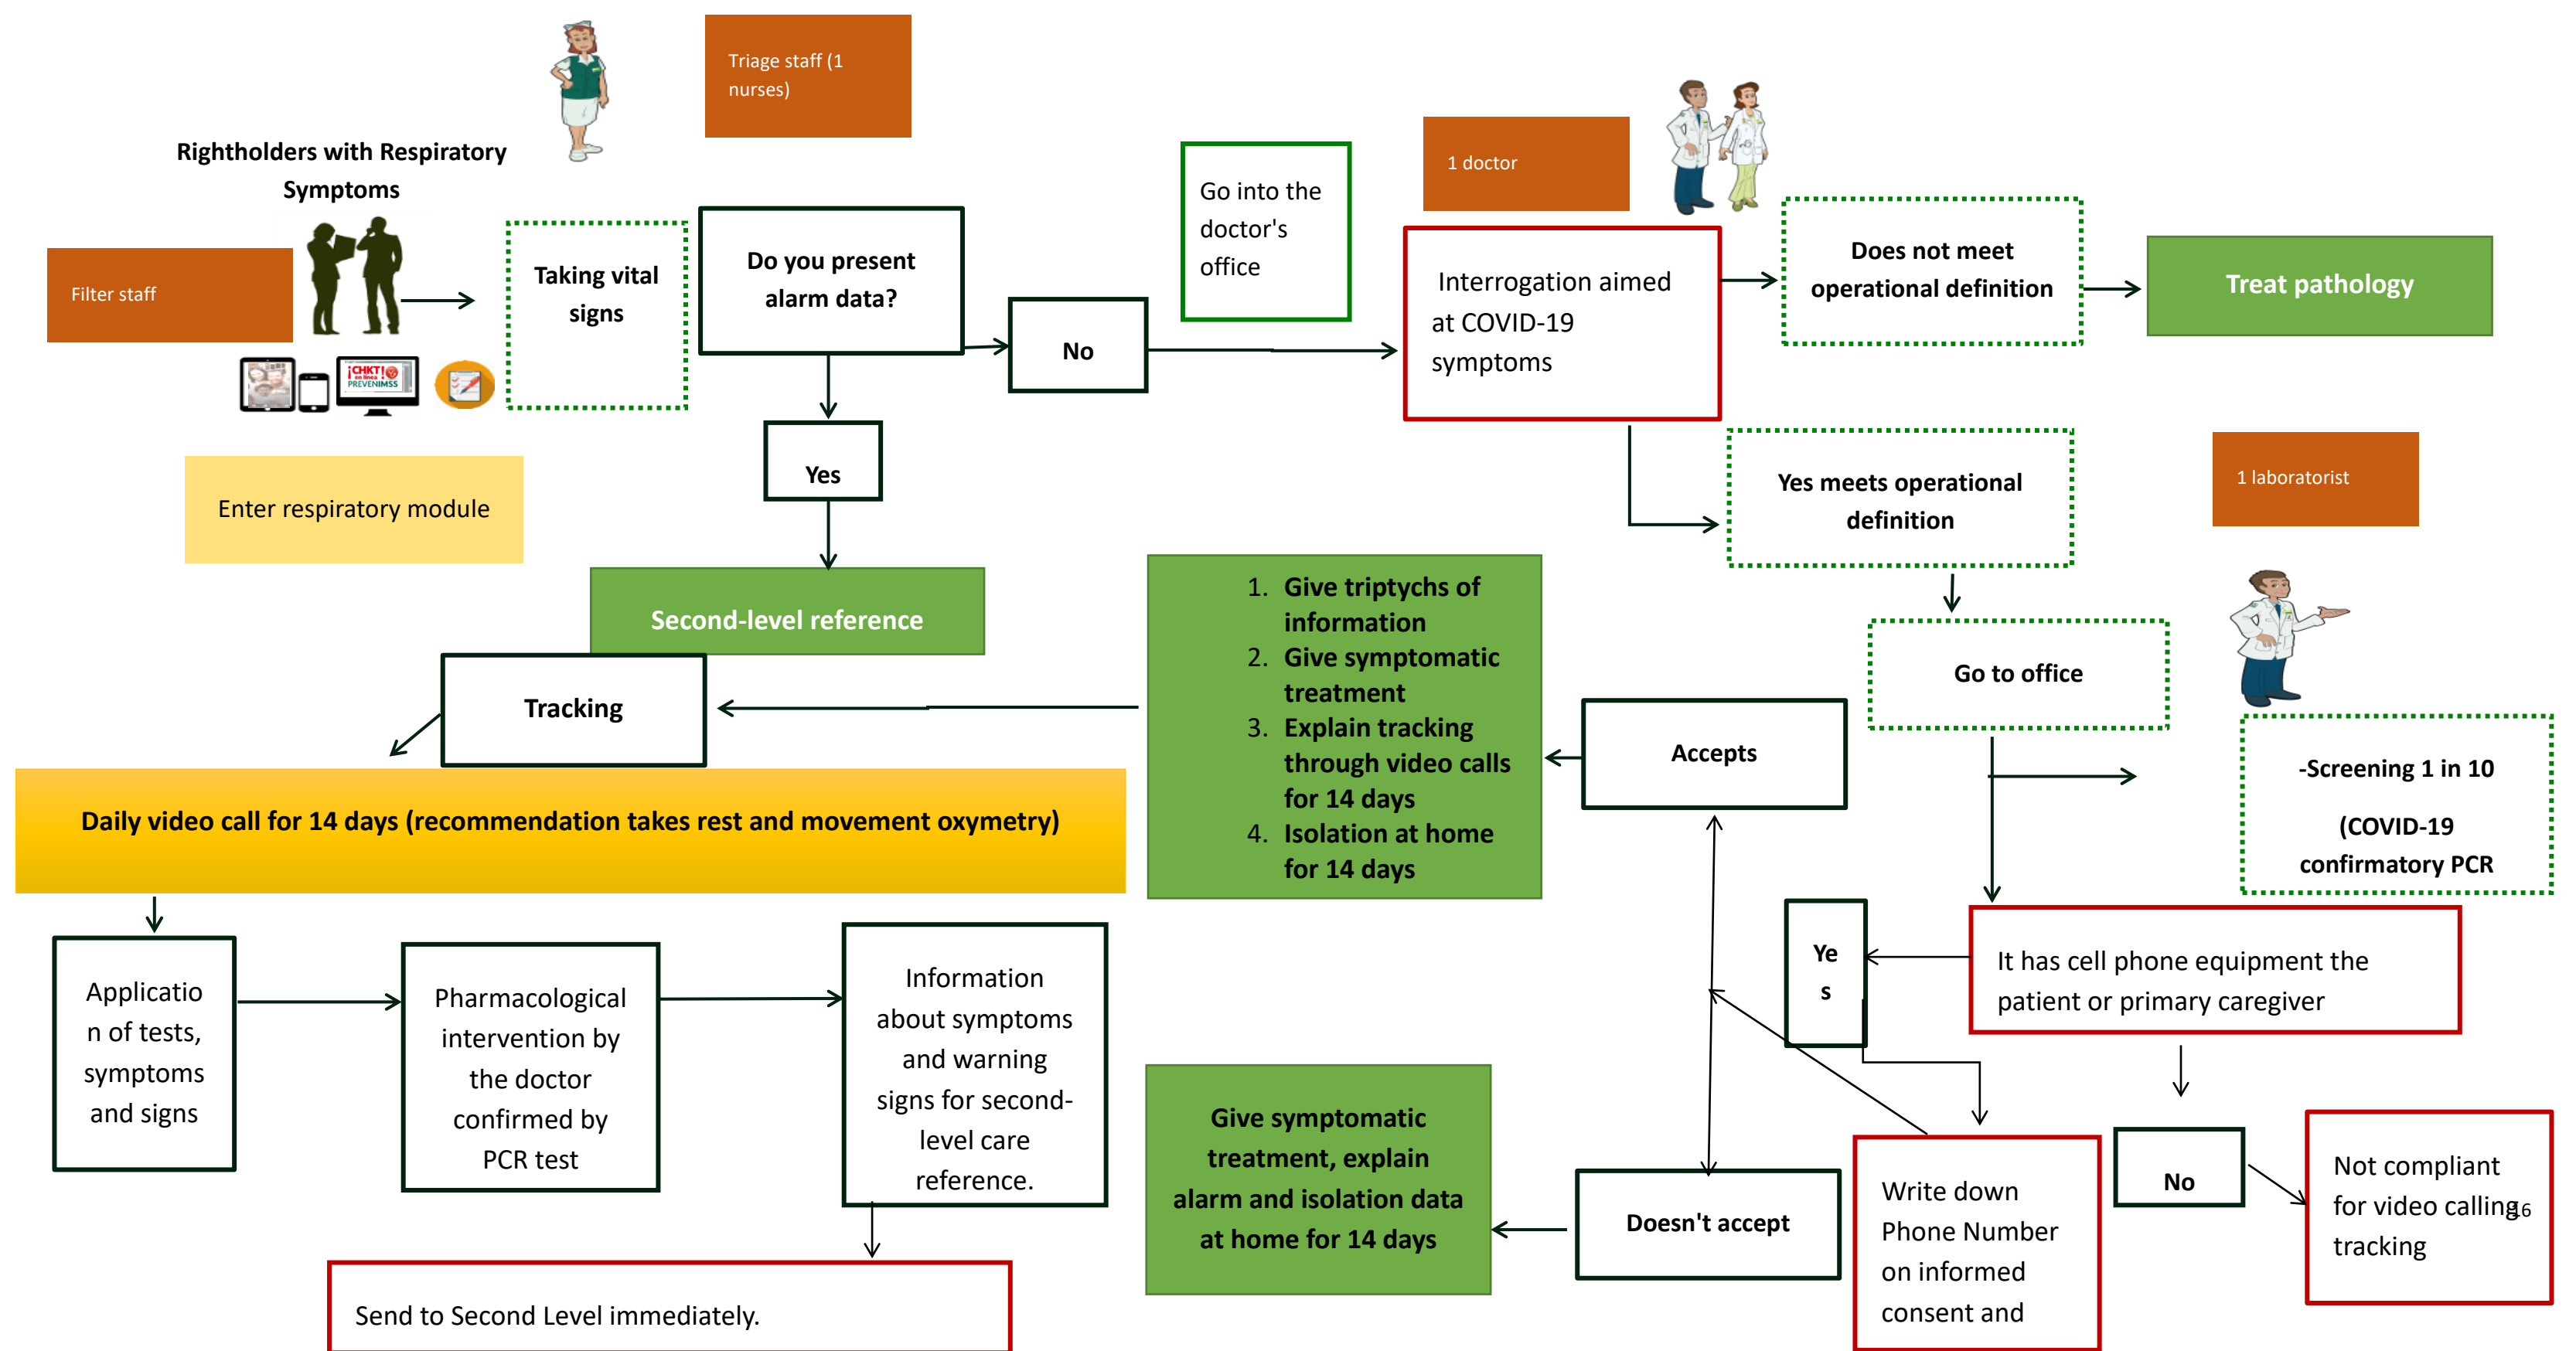 Triage staff (1
nurses)
Rightholders with Respiratory
Symptoms
Filter staff
¡CHKT!
en línea
PREVENIMSS
Enter respiratory module
Taking vital
signs
Do you present
alarm data?
No
Yes
Second-level reference
Go into the
doctor's
office
1 doctor
Interrogation aimed
at COVID-19
symptoms
Does not meet
operational definition
Treat pathology
Yes meets operational
definition
1 laboratorist
Go to office
-Screening 1 in 10
(COVID-19
confirmatory PCR
It has cell phone equipment the
patient or primary caregiver
Ye
s
No
Not compliant
for video calling
tracking
16
Write down
Phone Number
on informed
consent and
Accepts
Doesn't accept
1. Give triptychs of
information
2. Give symptomatic
treatment
3. Explain tracking
through video calls
for 14 days
4. Isolation at home
for 14 days
Give symptomatic
treatment, explain
alarm and isolation data
at home for 14 days
Tracking
Daily video call for 14 days (recommendation takes rest and movement oxymetry)
Applicatio
n of tests,
symptoms
and signs
Pharmacological
intervention by
the doctor
confirmed by
PCR test
Information
about symptoms
and warning
signs for second-
level care
reference.
Send to Second Level immediately.